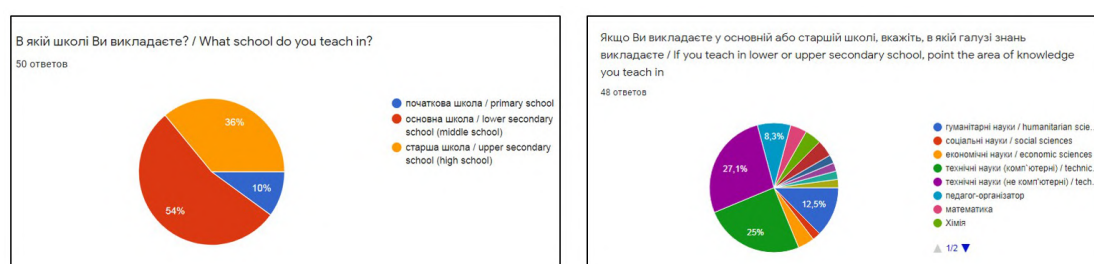 В якій школі Ви викладаєте? / What school do you teach in?
50 ответов
36%
10%
54%
початкова школа / primary school
основна школа / lower secondary
school (middle school)
старша школа / upper secondary
school (high school)
Якщо Ви викладаєте у основній або старшій школі, вкажіть, в якій галузі знань
викладаєте / If you teach in lower or upper secondary school, point the area of knowledge
you teach in
48 ответов
8,3%
27,1%
12,5%
25%
гуманітарні науки / humanitarian scie...
соціальні науки / social sciences
економічні науки / economic sciences
технічні науки (комп'ютерні) / technic...
технічні науки (не комп'ютерні) / tech...
педагог-організатор
математика
Хімія
1/2